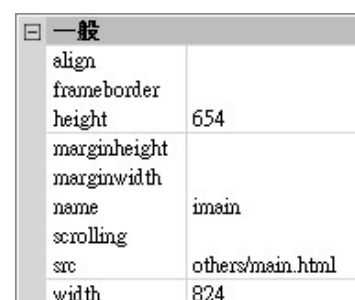 一般
align
frameborder
height 654
marginheight
marginwidth
name imain
scrolling
src others/main.html
width 824